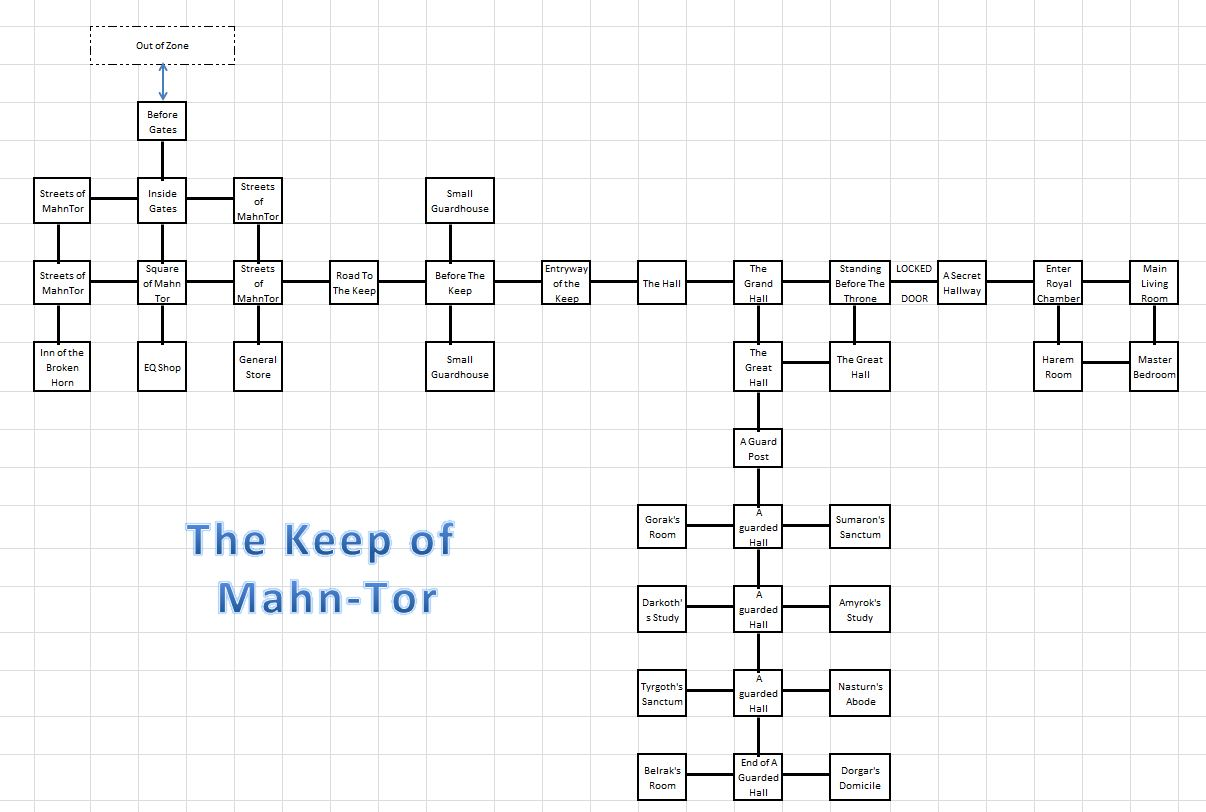 Out of Zone
Before
Gates
Streets of
MahnTor
Inside
Gates
Streets
of
MahnTor
Small
Guardhouse
Streets of
MahnTor
Square
of Mahn
Tor
Streets
of
MahnTor
Road To
The Keep
Before The
Keep
Entryway
of the
Keep
The Hall
The
Grand
Hall
Standing
Before The
Throne
LOCKED
DOOR
A Secret
Hallway
Enter
Royal
Chamber
Main
Living
Room
Inn of the
Broken
Horn
EQ Shop
General
Store
Small
Guardhouse
The
Great
Hall
The Great
Hall
Harem
Room
Master
Bedroom
A Guard
Post
Gorak's
Room
A
guarded
Hall
Sumaron's
Sanctum
The Keep of
Mahn-Tor
Darkoth'
s Study
A
guarded
Hall
Amyrok's
Study
Tyrgoth's
Sanctum
A
guarded
Hall
Nasturn's
Abode
Belrak's
Room
End of A
Guarded
Hall
Dorgar's
Domicile